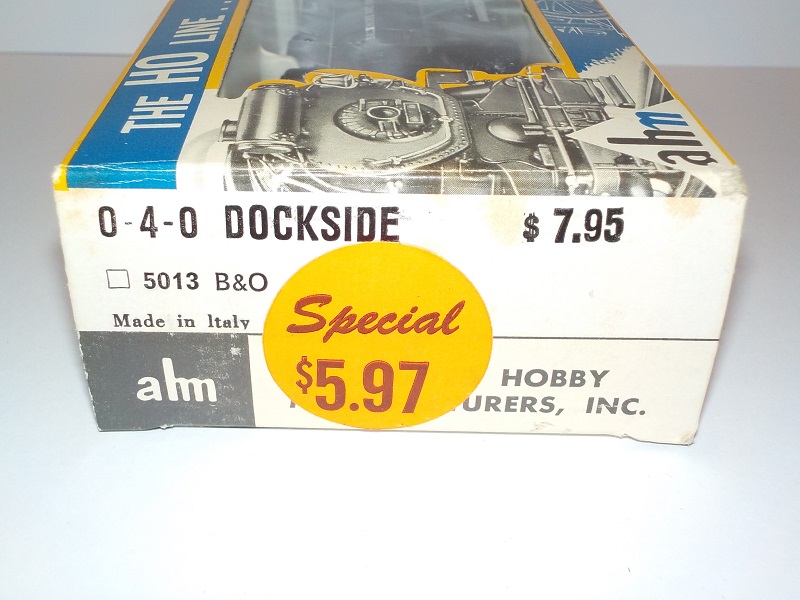 THE HO LINE...
ahm
0-4-0 DOCKSIDE $ 7.95
5013 B&O
Made in Italy
Special
$5.97
ahm
HOBBY
TURERS, INC.